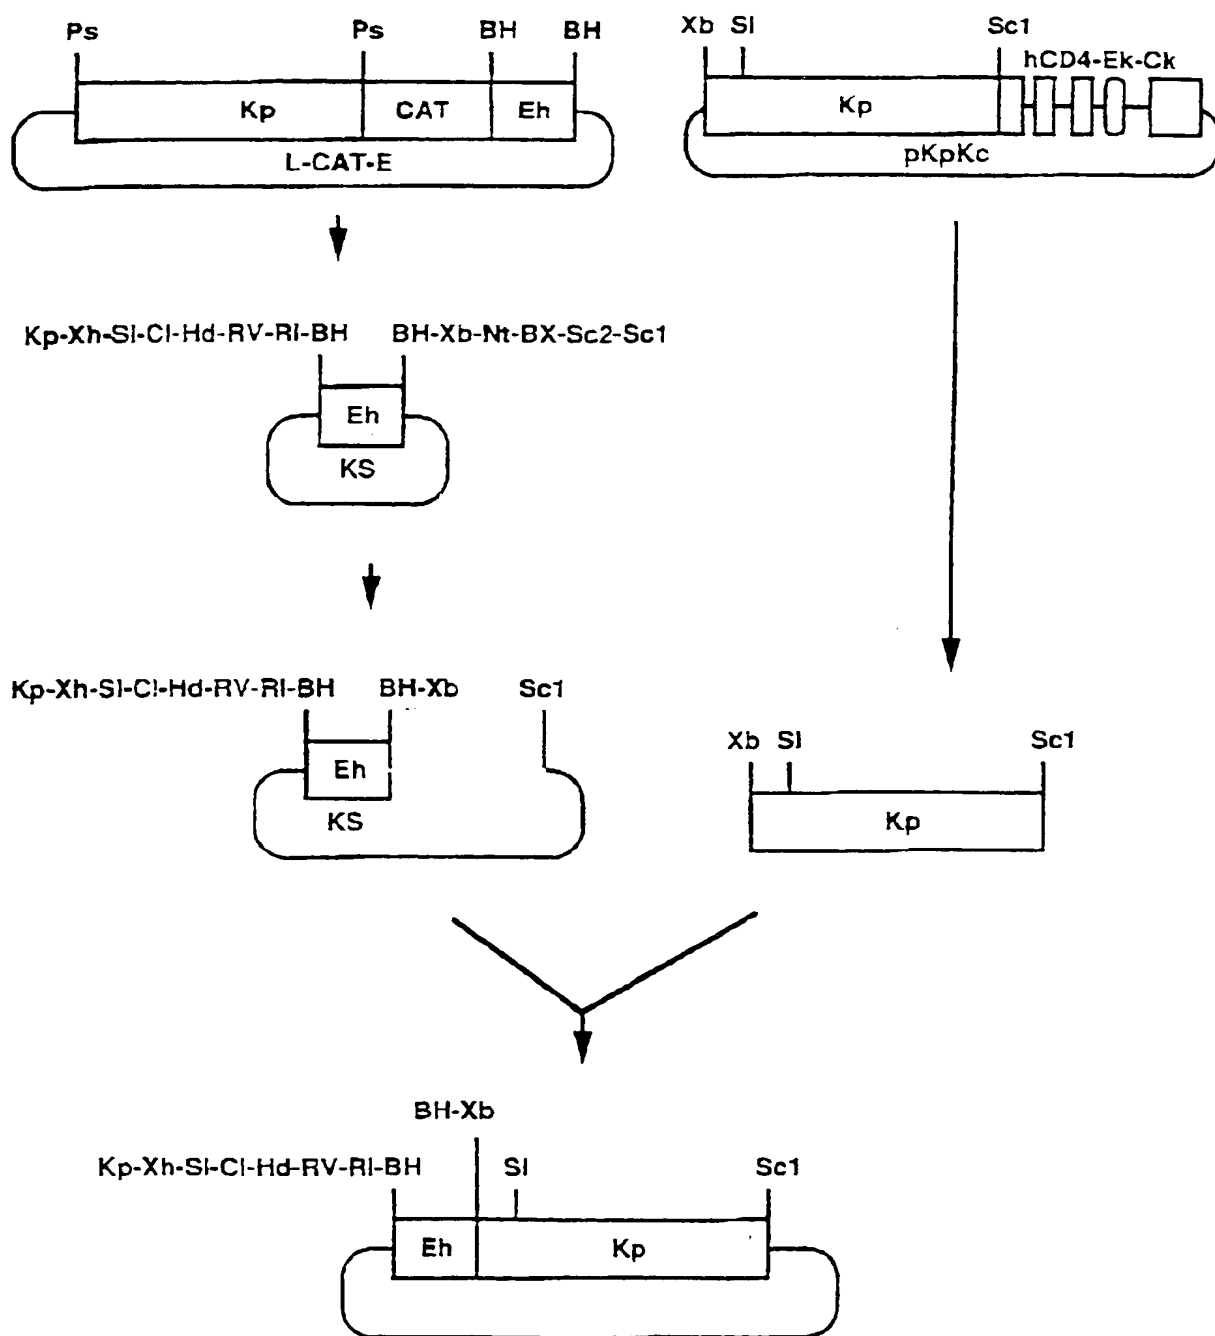 Ps Ps BH BH
Kp CAT Eh
L-CAT-E
Xb Sl Sc1
hCD4-Ek-Ck
Kp
pKpKc
Kp-Xh-Sl-Cl-Hd-RV-RI-BH BH-Xb-Nt-BX-Sc2-Sc1
Eh
KS
Kp-Xh-Sl-Cl-Hd-RV-RI-BH BH-Xb Sc1
Eh
KS
Xb Sl Sc1
Kp
BH-Xb
Kp-Xh-Sl-Cl-Hd-RV-RI-BH Sl Sc1
Eh Kp